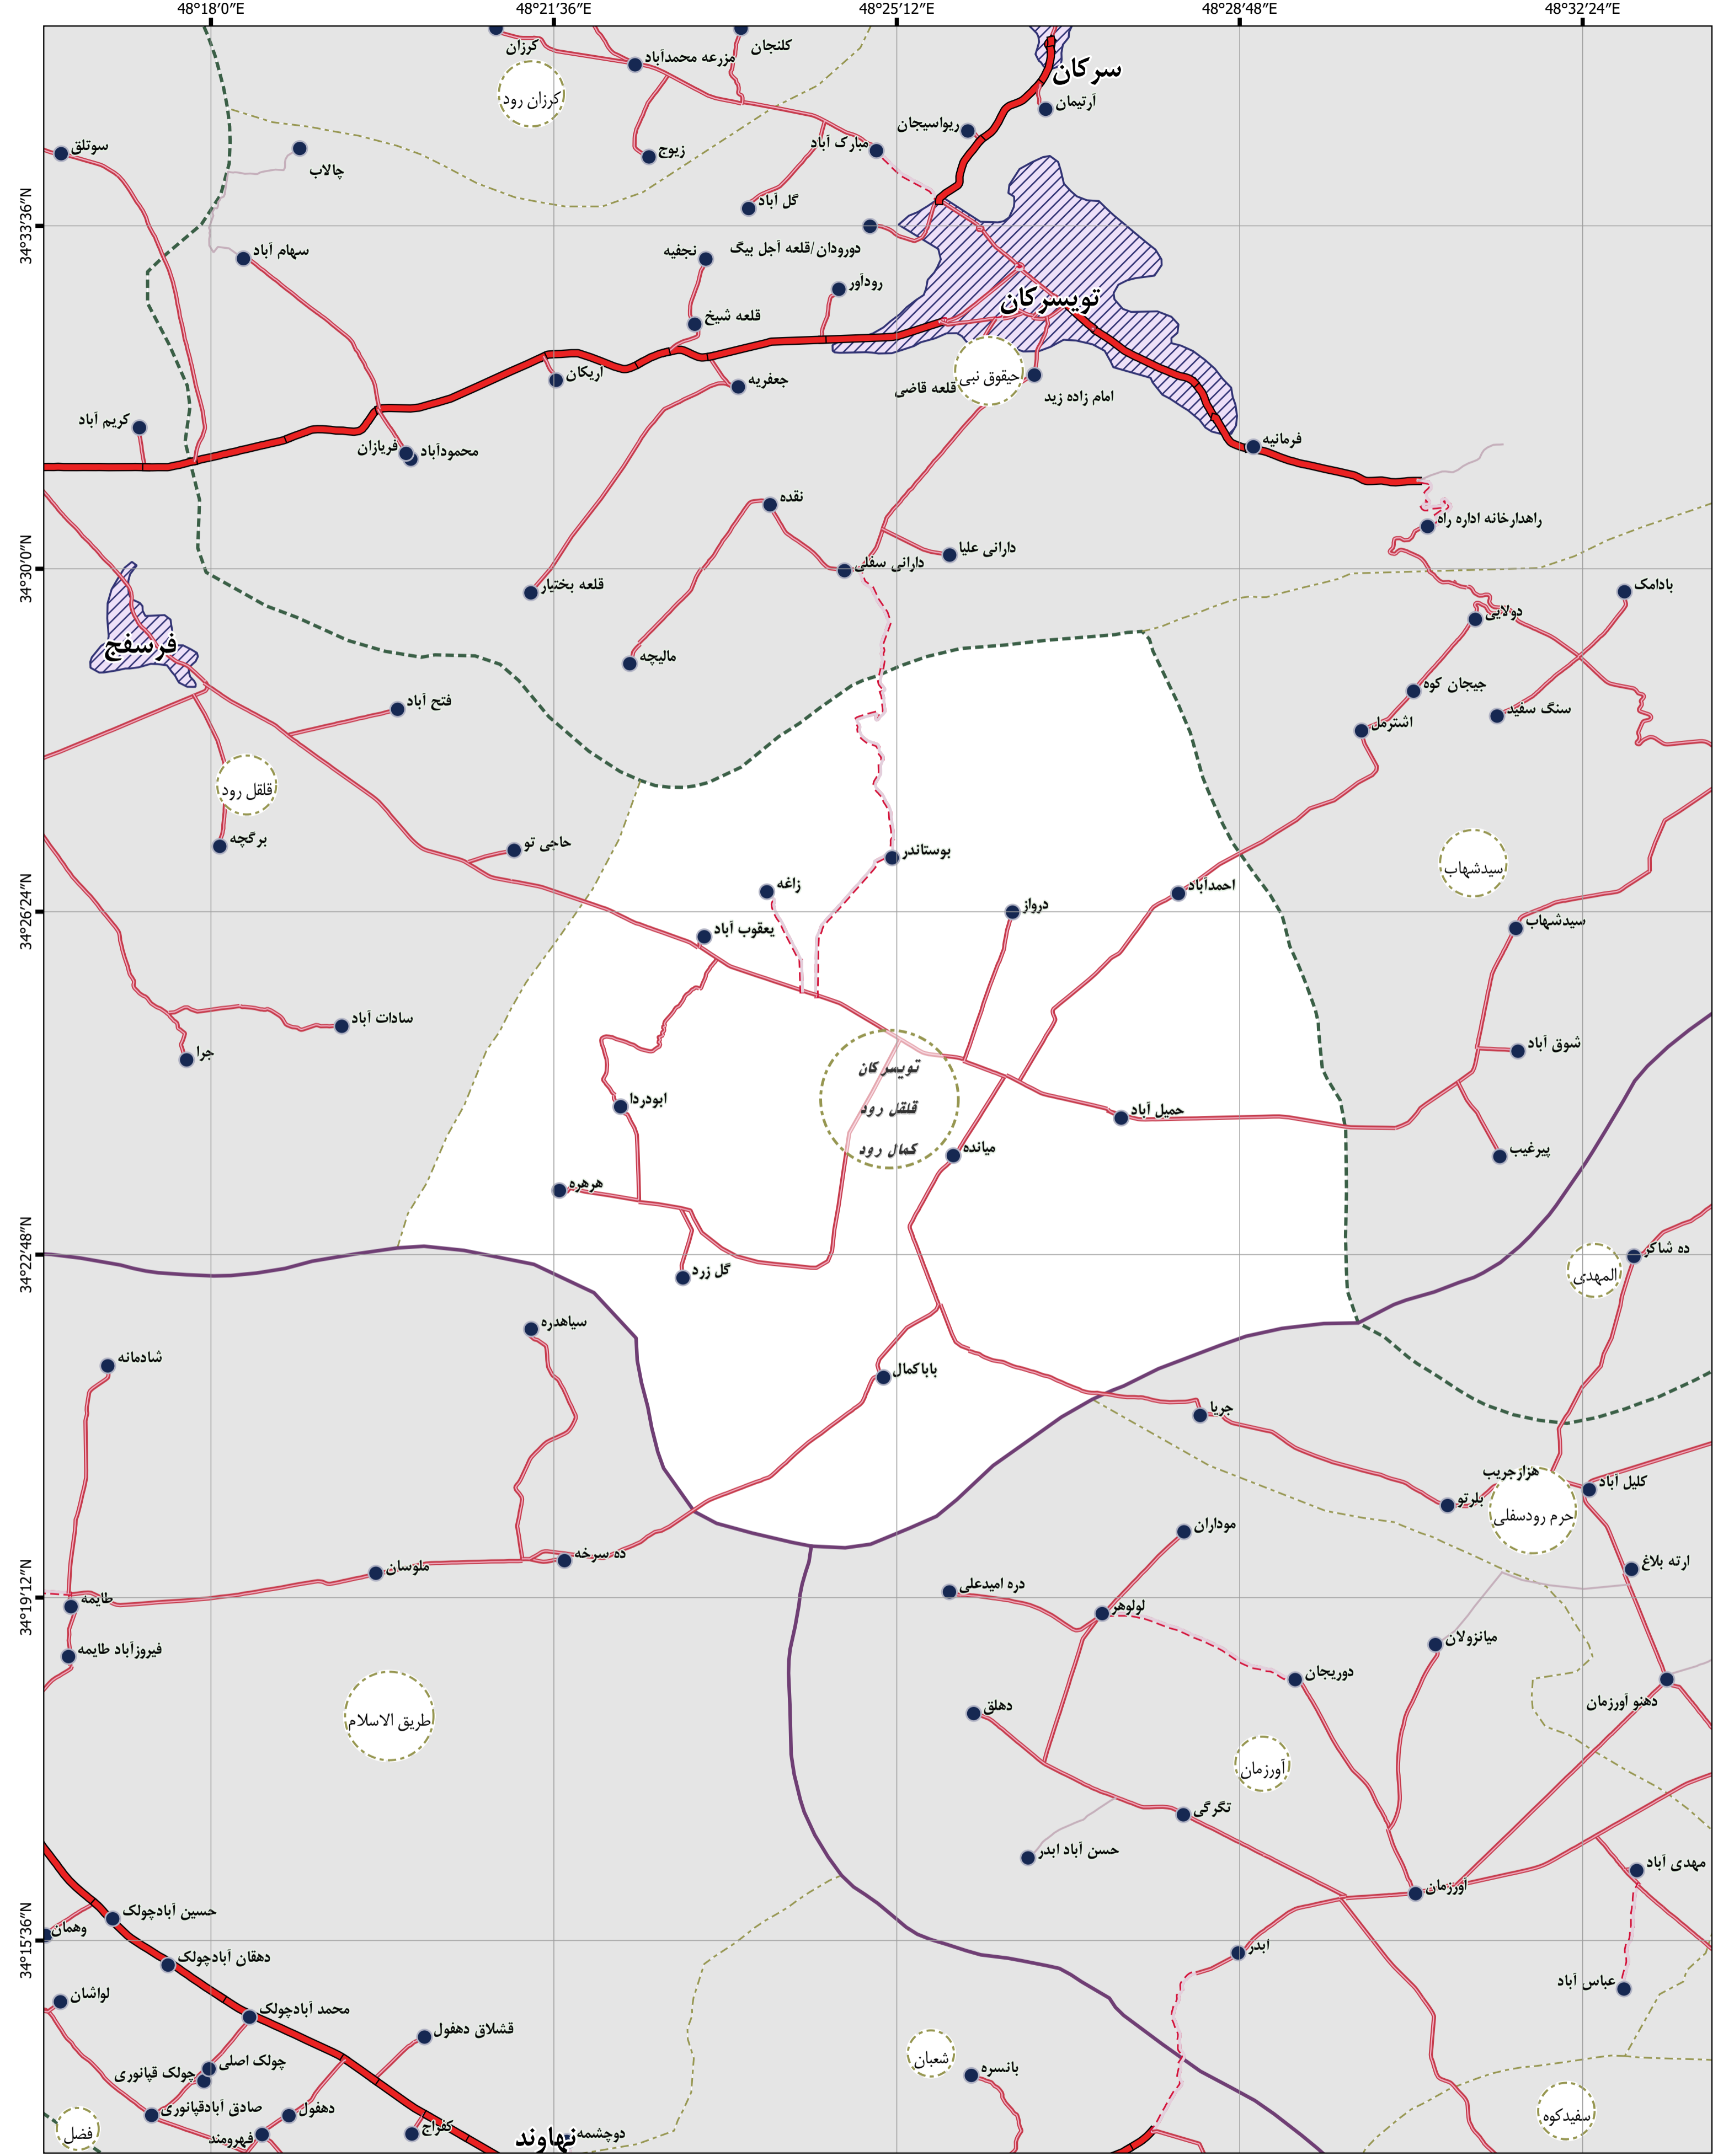 48°18′0″E
48°21′36″E
48°25′12″E
48°28′48″E
48°32′24″E
34°33′36″N
34°30′0″N
34°26′24″N
34°22′48″N
34°19′12″N
34°15′36″N
کرزان
کلنجان
مزرعه محمدآباد
سرکان
کرزان رود
آرتیمان
ریواسیجان
سوتلق
چالاب
زیوج
مبارک آباد
گل آباد
سهام آباد
نجفیه
دورودان/قلعه آجل بیگ
رودآور
تویسرکان
قلعه شیخ
اریکان
جعفریه
حیقوق نبی
قلعه قاضی
امام زاده زید
کریم آباد
فریازان
محمودآباد
فرمانیه
نقده
راهدارخانه اداره راه
دارانی علیا
دارانی سفلی
قلعه بختیار
بادامک
دولایی
فرسفج
مالیچه
جیجان کوه
سنگ سفید
اشترمل
فتح آباد
قلقل رود
برگچه
حاجی تو
بوستاندر
سیدشهاب
زاغه
احمدآباد
درواز
یعقوب آباد
سیدشهاب
سادات آباد
جرا
شوق آباد
تویسرکان
قلقل رود
کمال رود
ابودردا
حمیل آباد
میانده
پیرغیب
هرهره
گل زرد
ده شاکر
المهدی
سیاهدره
شادمانه
باباکمال
جریا
هزارجریب
کلیل آباد
بلرتو
حرم رودسفلی
موداران
ده سرخه
ملوسان
ارته بلاغ
دره امیدعلی
طایمه
لولوهر
فیروزآباد طایمه
میانزولان
دوریجان
دهنو آورزمان
دهلق
طریق الاسلام
آورزمان
تگرگی
حسن آباد ابدر
مهدی آباد
آورزمان
حسین آبادچولک
وهمان
ابدر
دهقان آبادچولک
عباس آباد
لواشان
محمد آبادچولک
قشلاق دهفول
شعبان
بانسره
چولک اصلی
چولک قپانوری
صادق آبادقپانوری
دهفول
سفیدکوه
فضل
فهرومند
کفراج
نهاوند
دوچشمه